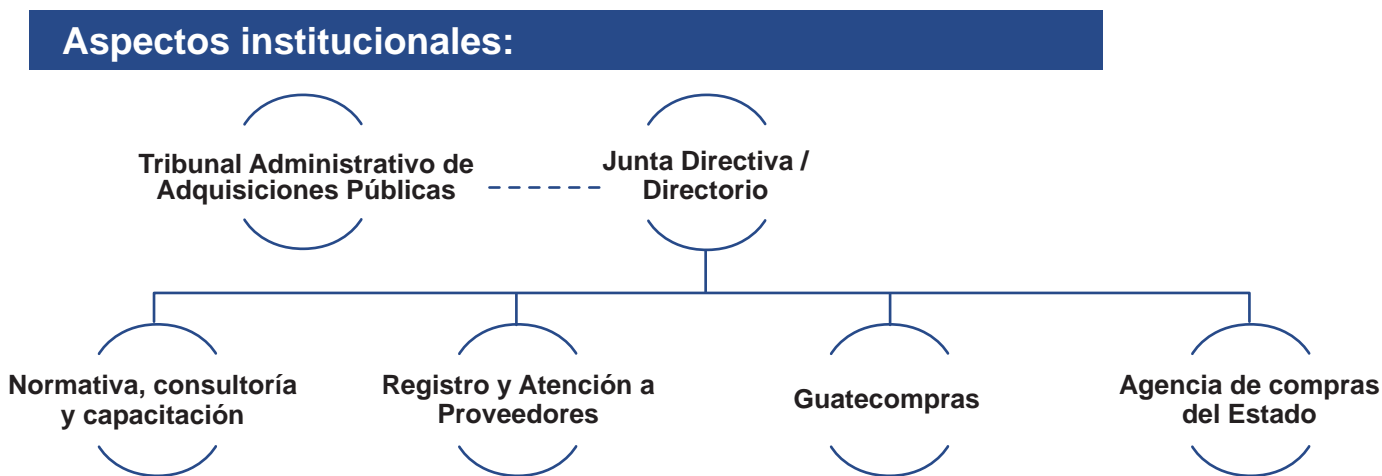 Aspectos institucionales:
Tribunal Administrativo de
Adquisiciones Públicas
Junta Directiva /
Directorio
Normativa, consultoría
y capacitación
Registro y Atención a
Proveedores
Guatecompras
Agencia de compras
del Estado